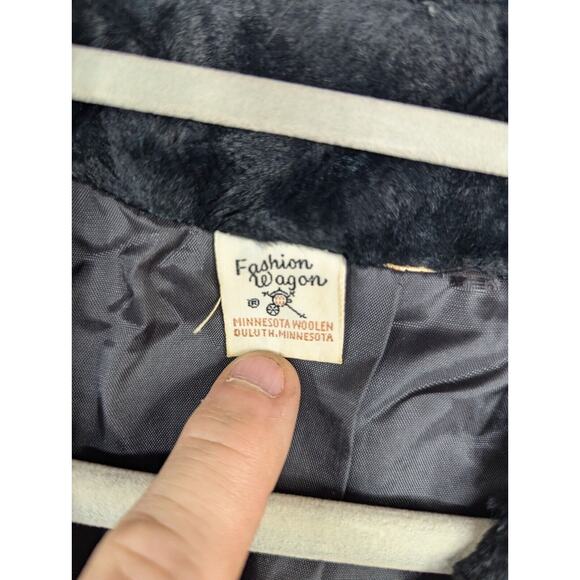 Fashion
Wagon
®
MINNESOTA WOOLEN
DULUTH, MINNESOTA